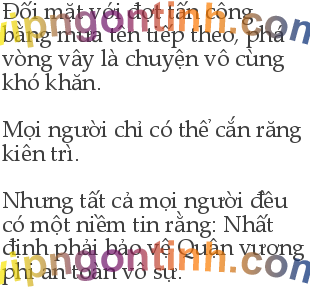 Đối mặt với đợt tấn công
bằng mưa tên tiếp theo, phá
vòng vây là chuyện vô cùng
khó khăn.
Mọi người chỉ có thể cắn răng
kiên trì.
Nhưng tất cả mọi người đều
có một niềm tin rằng: Nhất
định phải bảo vệ Quận vương
phi an toàn vô sự.
vipngontinh.com
vipngontinh.com